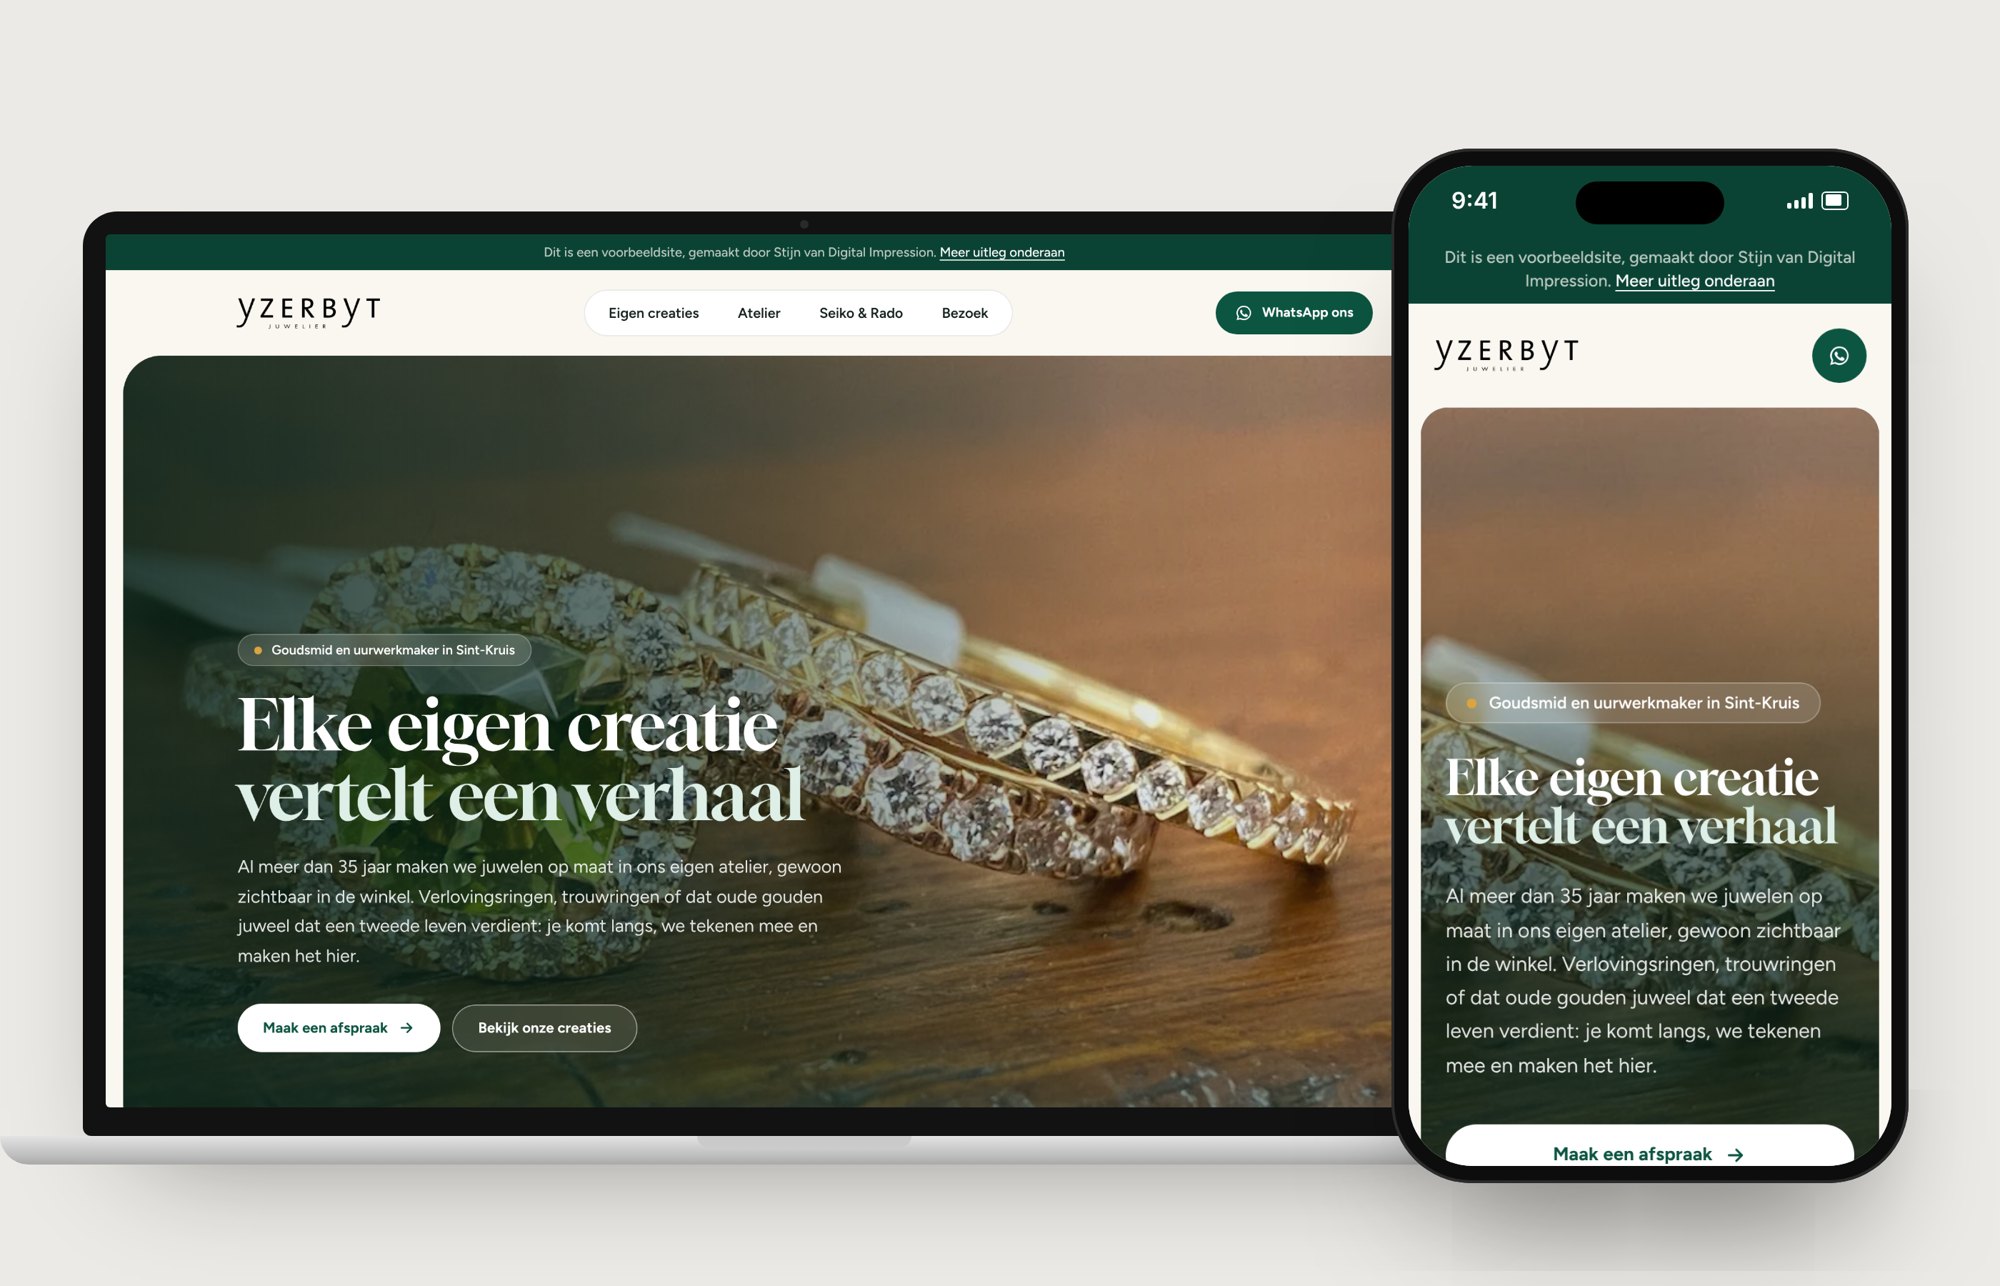 Dit is een voorbeeldsite, gemaakt door Stijn van Digital Impression. Meer uitleg onderaan
yZERByT
JUWELIER
Eigen creaties
Atelier
Seiko & Rado
Bezoek
WhatsApp ons
Goudsmid en uurwerkmaker in Sint-Kruis
Elke eigen creatie
vertelt een verhaal
Al meer dan 35 jaar maken we juwelen op maat in ons eigen atelier, gewoon
zichtbaar in de winkel. Verlovingsringen, trouwringen of dat oude gouden
juweel dat een tweede leven verdient: je komt langs, we tekenen mee en
maken het hier.
Maak een afspraak →
Bekijk onze creaties
9:41
Dit is een voorbeeldsite, gemaakt door Stijn van Digital
Impression. Meer uitleg onderaan
yZERByT
JUWELIER
Goudsmid en uurwerkmaker in Sint-Kruis
Elke eigen creatie
vertelt een verhaal
Al meer dan 35 jaar maken we juwelen op
maat in ons eigen atelier, gewoon zichtbaar
in de winkel. Verlovingsringen, trouwringen
of dat oude gouden juweel dat een tweede
leven verdient: je komt langs, we tekenen
mee en maken het hier.
Maak een afspraak →